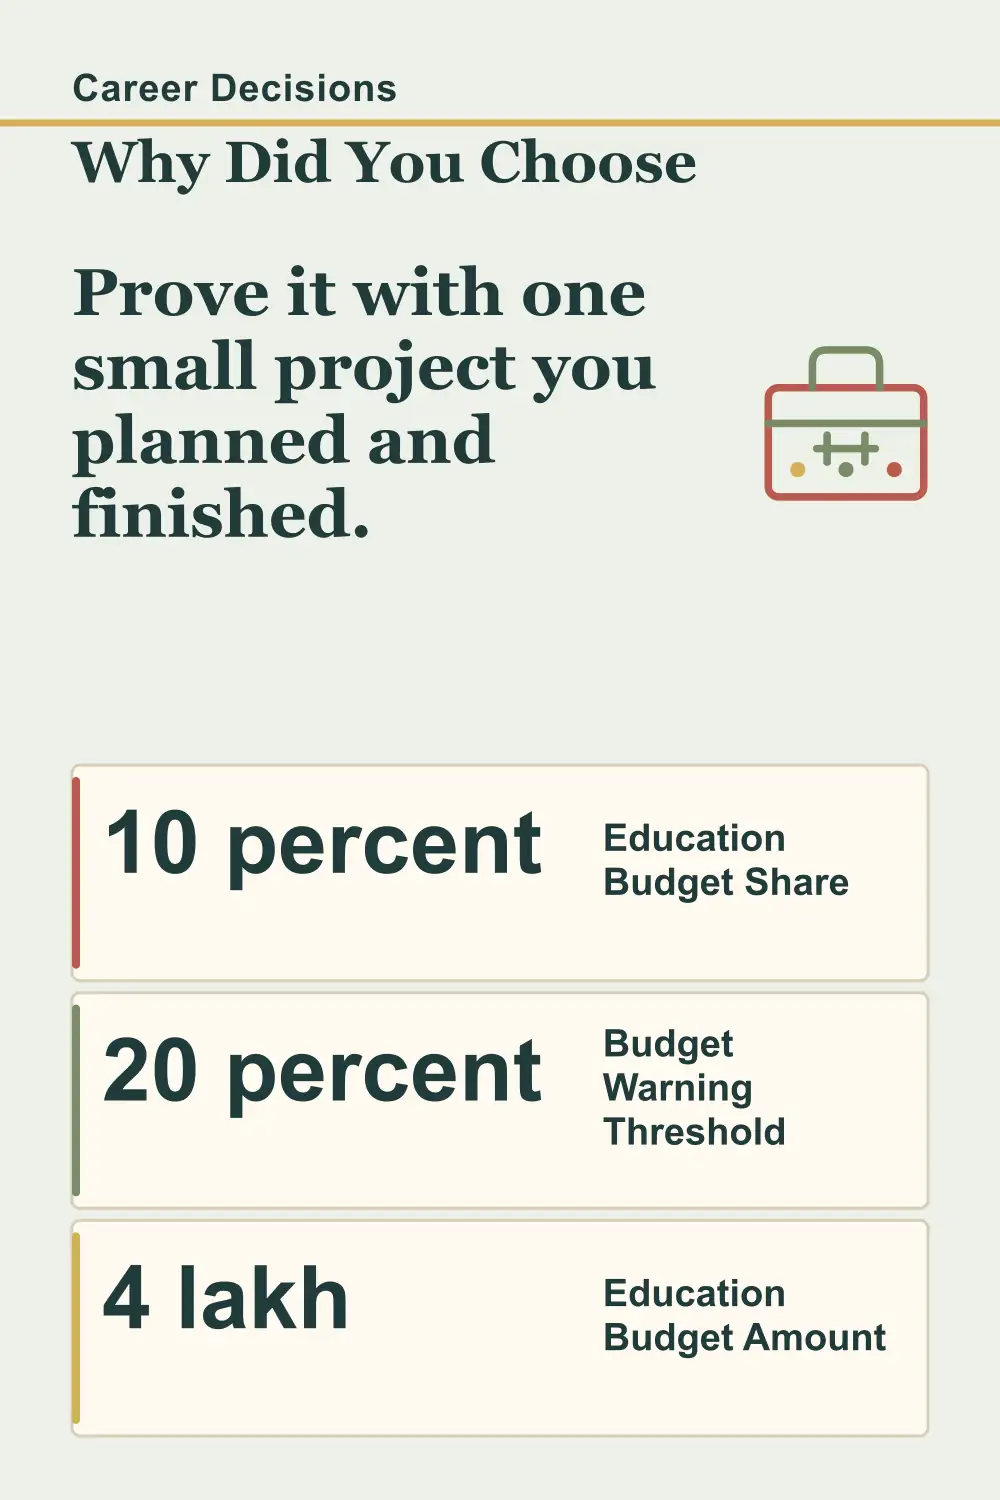 Career Decisions
Why Did You Choose
Prove it with one
small project you
planned and
finished.
10 percent
Education
Budget Share
20 percent
Budget
Warning
Threshold
4 lakh
Education
Budget Amount